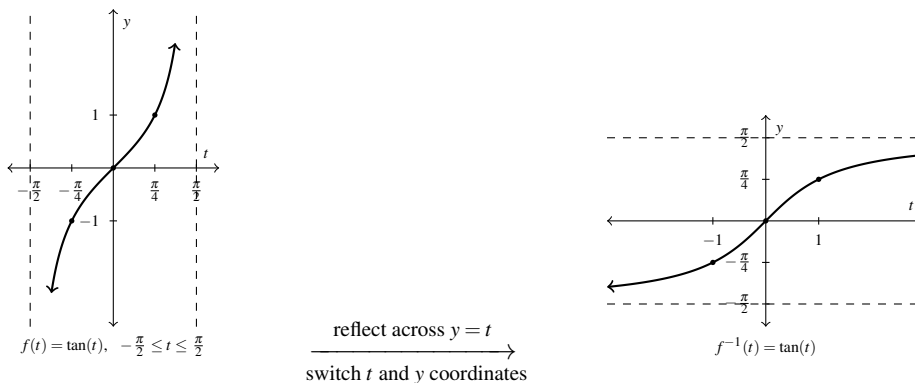 y
1
t
−π/2 −π/4 π/4 π/2
−1
f(t) = tan(t), −π/2 ≤ t ≤ π/2
reflect across y = t
switch t and y coordinates
y
π/2
π/4
t
−1 1
−π/4
−π/2
f⁻¹(t) = tan(t)